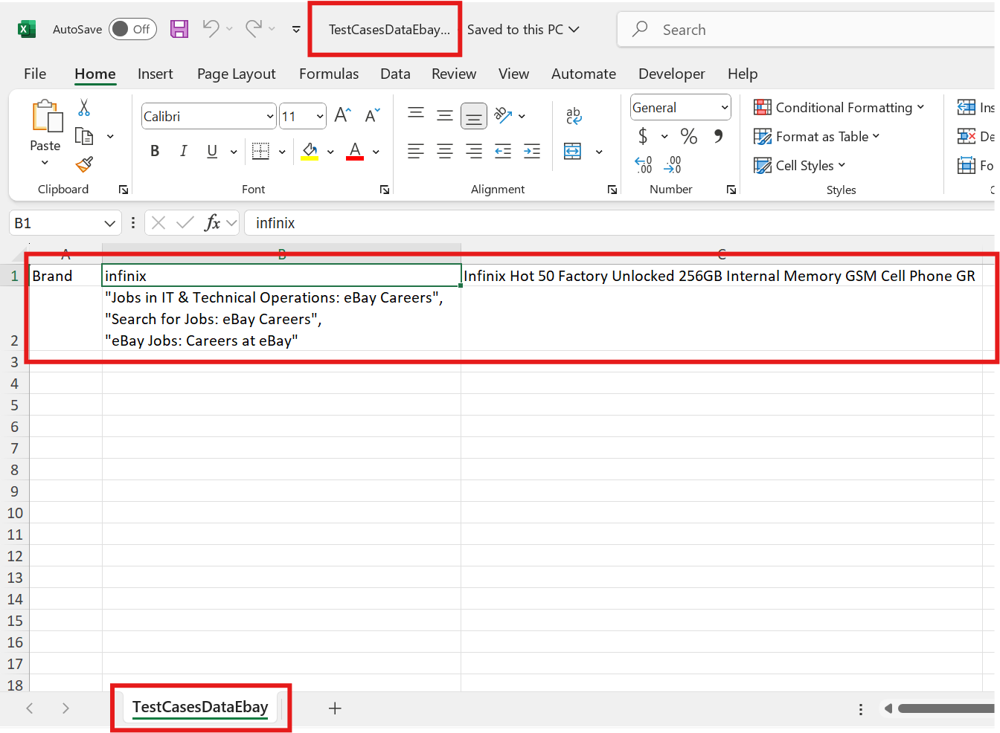 AutoSave Off TestCasesDataEbay... Saved to this PC Search
File Home Insert Page Layout Formulas Data Review View Automate Developer Help
Paste
Clipboard
Calibri 11
B I U A
Font
ab
Alignment
General
$ % 9
Number
Conditional Formatting
Format as Table
Cell Styles
Styles
Ins
De
Fo
B1 fx infinix
A B C
1 Brand infinix Infinix Hot 50 Factory Unlocked 256GB Internal Memory GSM Cell Phone GR
"Jobs in IT & Technical Operations: eBay Careers",
"Search for Jobs: eBay Careers",
2 "eBay Jobs: Careers at eBay"
3
4
5
6
7
8
9
10
11
12
13
14
15
16
17
18
TestCasesDataEbay +